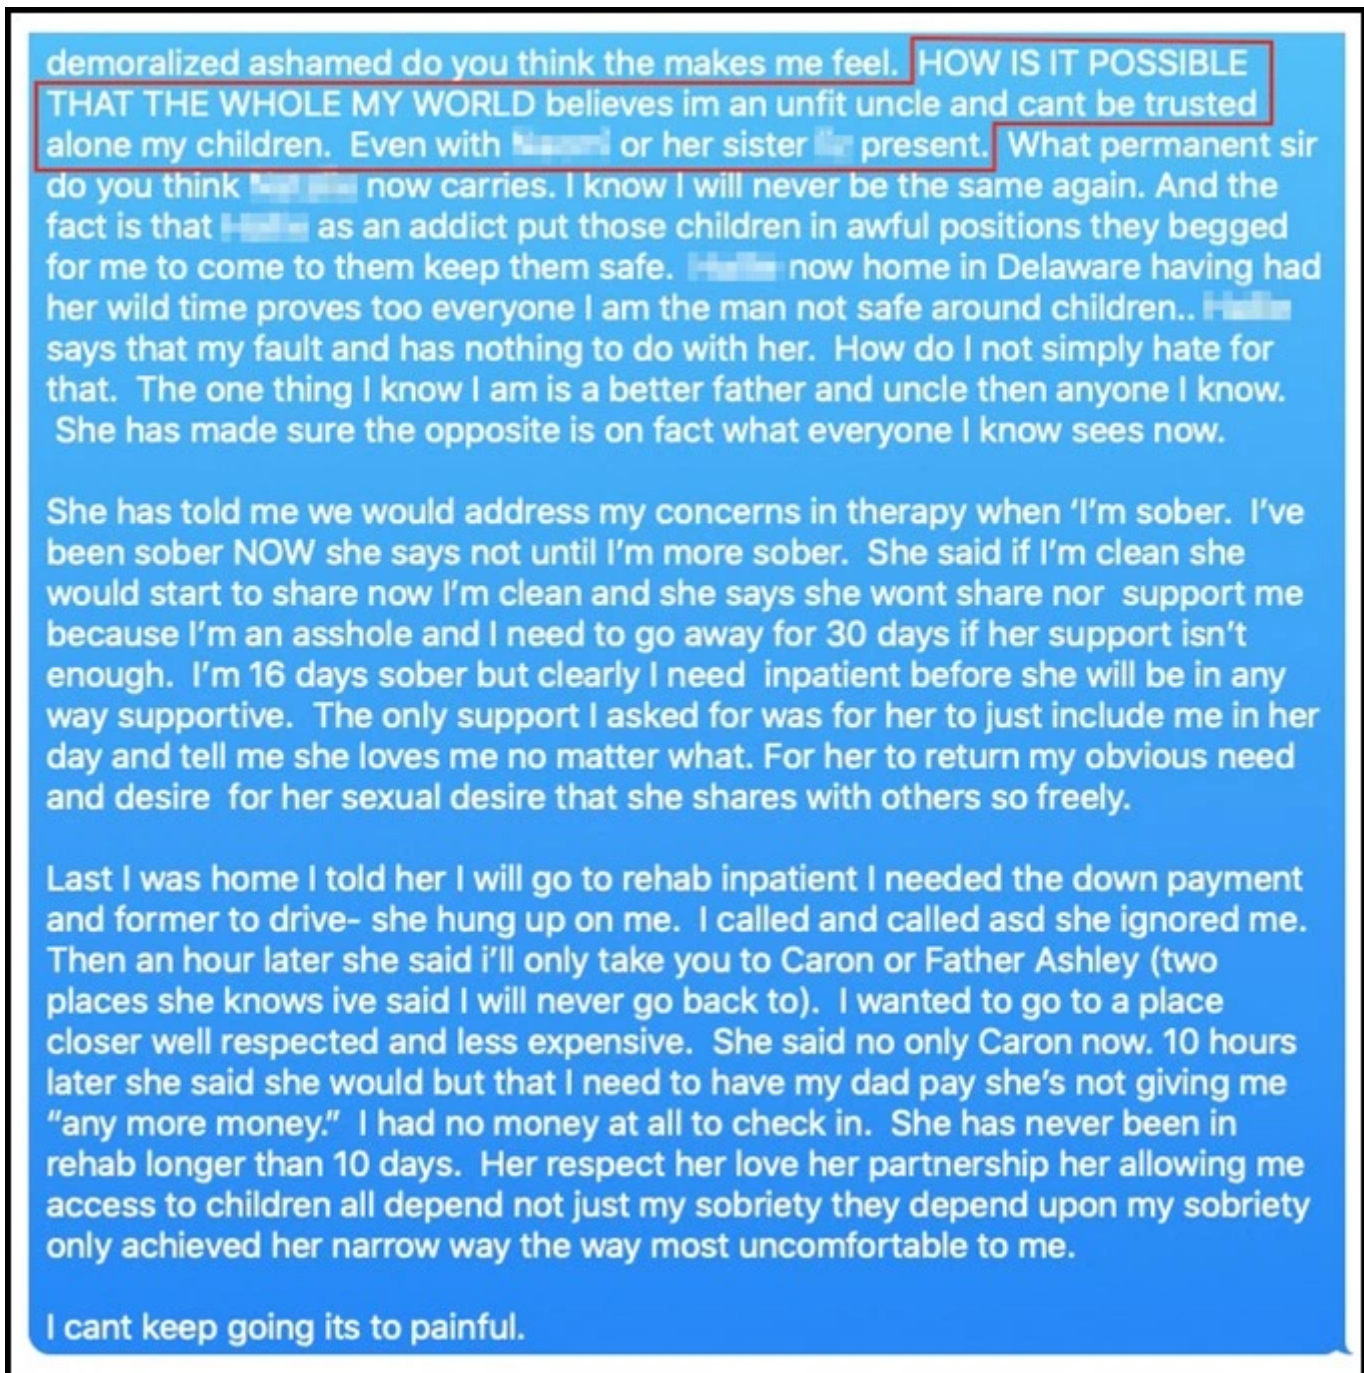 demoralized ashamed do you think the makes me feel. HOW IS IT POSSIBLE
THAT THE WHOLE MY WORLD believes im an unfit uncle and cant be trusted
alone my children. Even with or her sister present. What permanent sir
do you think now carries. I know I will never be the same again. And the
fact is that as an addict put those children in awful positions they begged
for me to come to them keep them safe. now home in Delaware having had
her wild time proves too everyone I am the man not safe around children..
says that my fault and has nothing to do with her. How do I not simply hate for
that. The one thing I know I am is a better father and uncle then anyone I know.
She has made sure the opposite is on fact what everyone I know sees now.
She has told me we would address my concerns in therapy when ‘I’m sober. I’ve
been sober NOW she says not until I’m more sober. She said if I’m clean she
would start to share now I’m clean and she says she wont share nor support me
because I’m an asshole and I need to go away for 30 days if her support isn’t
enough. I’m 16 days sober but clearly I need inpatient before she will be in any
way supportive. The only support I asked for was for her to just include me in her
day and tell me she loves me no matter what. For her to return my obvious need
and desire for her sexual desire that she shares with others so freely.
Last I was home I told her I will go to rehab inpatient I needed the down payment
and former to drive- she hung up on me. I called and called asd she ignored me.
Then an hour later she said i’ll only take you to Caron or Father Ashley (two
places she knows ive said I will never go back to). I wanted to go to a place
closer well respected and less expensive. She said no only Caron now. 10 hours
later she said she would but that I need to have my dad pay she’s not giving me
“any more money.” I had no money at all to check in. She has never been in
rehab longer than 10 days. Her respect her love her partnership her allowing me
access to children all depend not just my sobriety they depend upon my sobriety
only achieved her narrow way the way most uncomfortable to me.
I cant keep going its to painful.